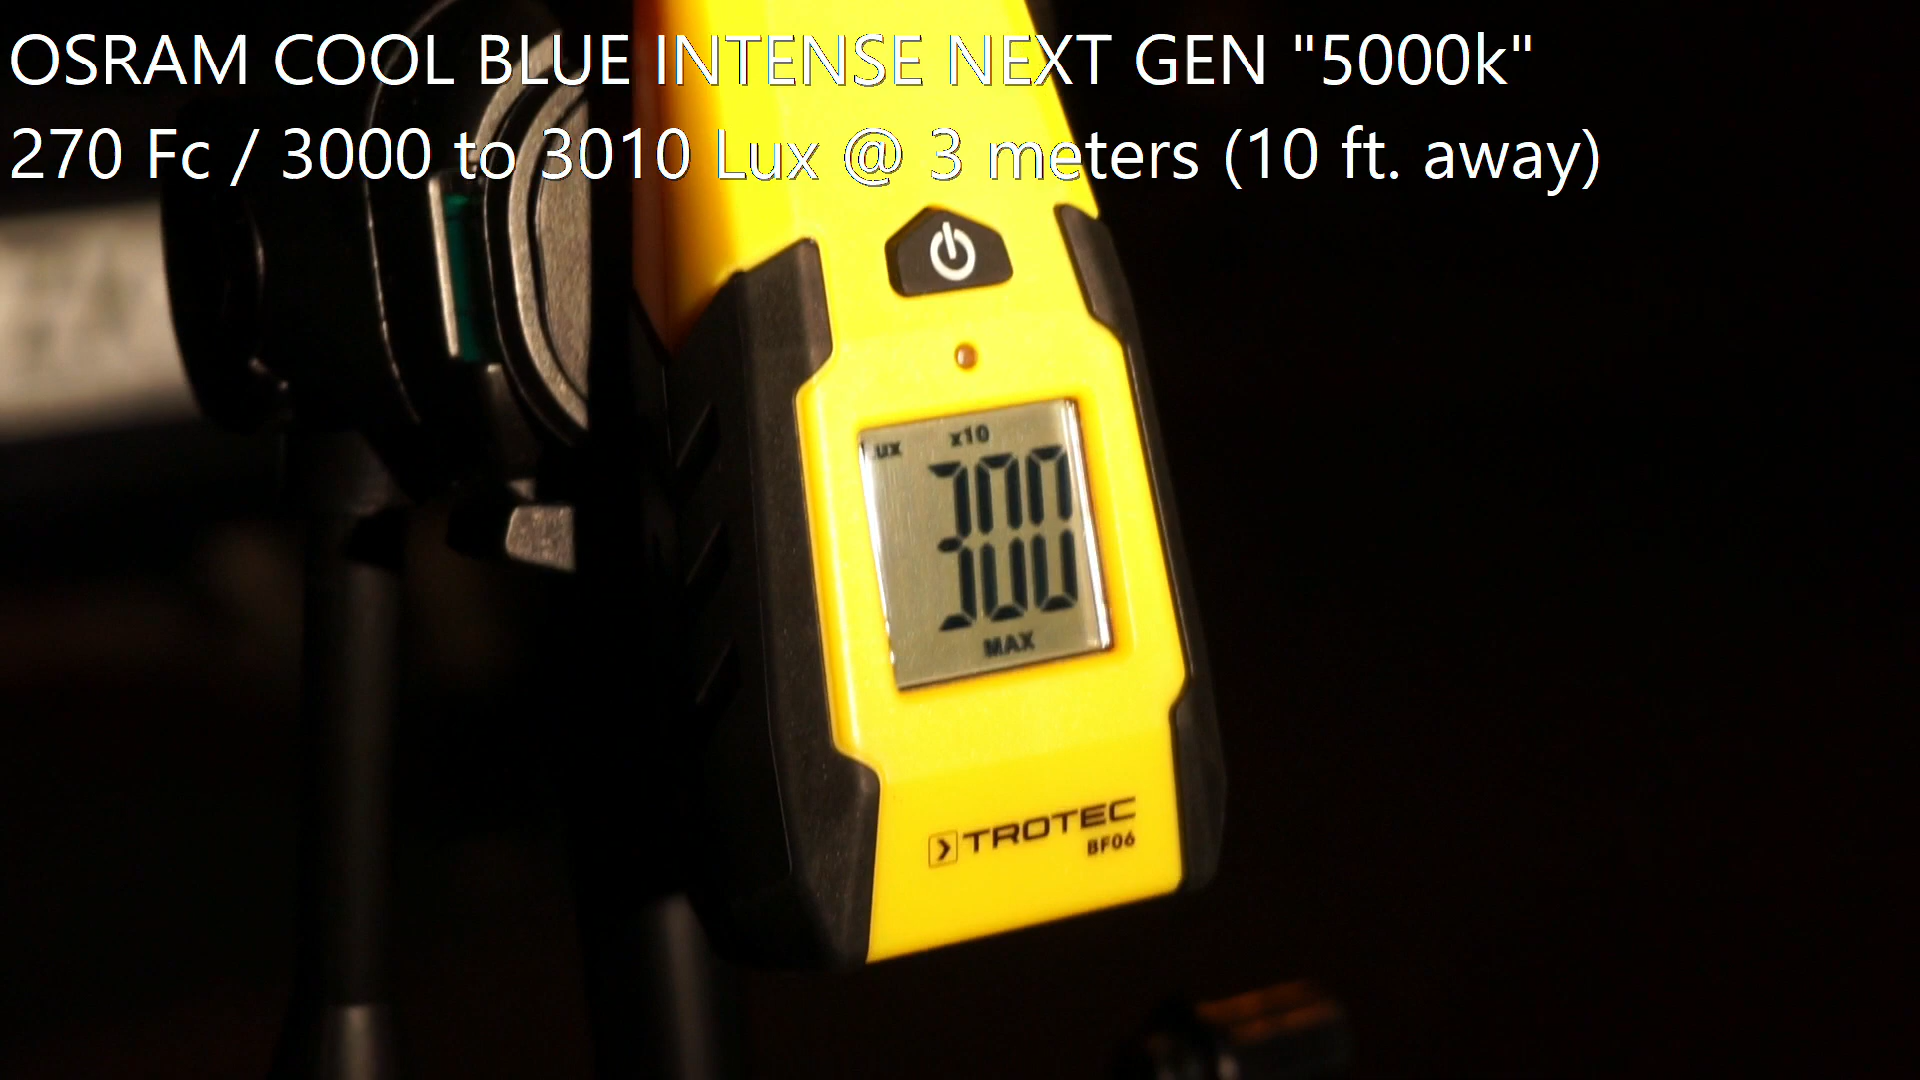 OSRAM COOL BLUE INTENSE NEXT GEN "5000k"
270 Fc / 3000 to 3010 Lux @ 3 meters (10 ft. away)
Lux x10
300
MAX
TROTEC
BF06